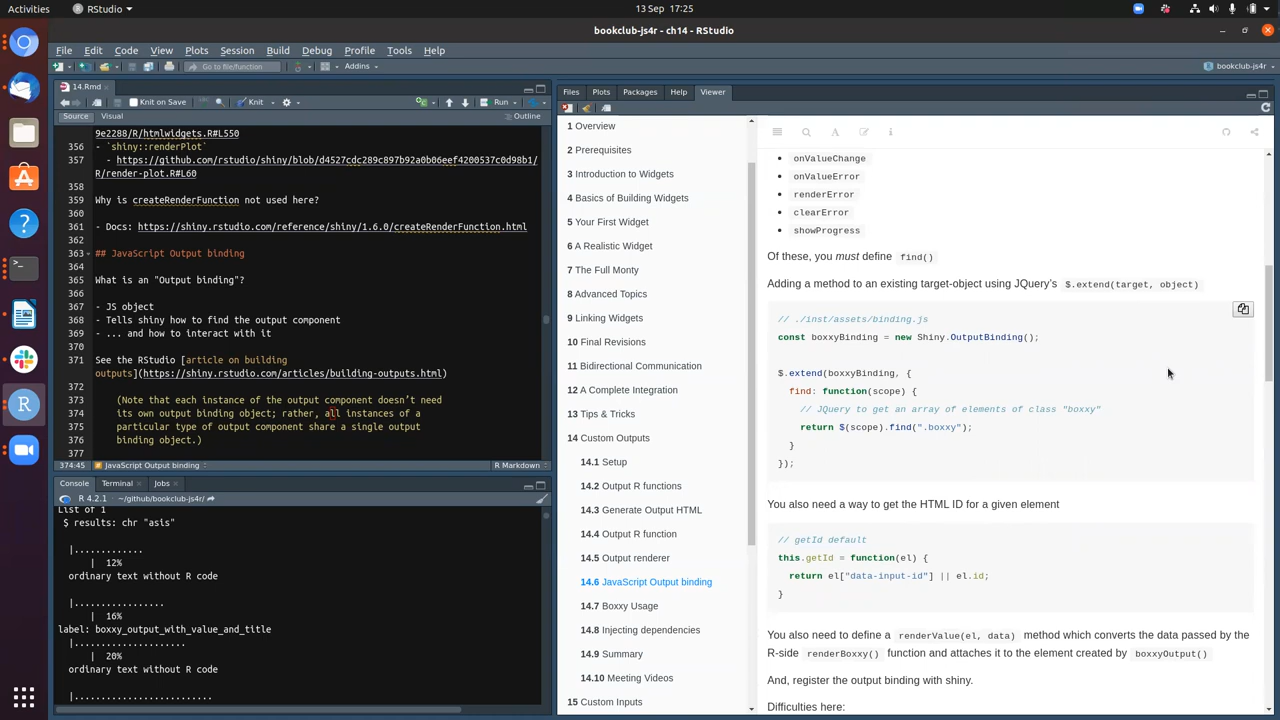 Activities
RStudio
13 Sep 17:25
bookclub-js4r - ch14 - RStudio
File Edit Code View Plots Session Build Debug Profile Tools Help
Go to file/function
Addins
bookclub-js4r
14.Rmd
Knit on Save
Knit
Run
Source Visual
Outline
9e2288/R/htmlwidgets.R#L550
356 - `shiny::renderPlot`
357 - https://github.com/rstudio/shiny/blob/d4527cdc289c897b92a0b06eef4200537c0d98b1/
R/render-plot.R#L60
358
359 Why is createRenderFunction not used here?
360
361 - Docs: https://shiny.rstudio.com/reference/shiny/1.6.0/createRenderFunction.html
362
363 ## JavaScript Output binding
364
365 What is an "Output binding"?
366
367 - JS object
368 - Tells shiny how to find the output component
369 - ... and how to interact with it
370
371 See the RStudio [article on building
outputs](https://shiny.rstudio.com/articles/building-outputs.html)
372
373 (Note that each instance of the output component doesn't need
374 its own output binding object; rather, all instances of a
375 particular type of output component share a single output
376 binding object.)
377
374:45 JavaScript Output binding
R Markdown
Console Terminal Jobs
R 4.2.1 · ~/github/bookclub-js4r/
List of 1
$ results: chr "asis"
|.............
| 12%
ordinary text without R code
|.................
| 16%
label: boxxy_output_with_value_and_title
|.....................
| 20%
ordinary text without R code
|..........................
Files Plots Packages Help Viewer
1 Overview
2 Prerequisites
3 Introduction to Widgets
4 Basics of Building Widgets
5 Your First Widget
6 A Realistic Widget
7 The Full Monty
8 Advanced Topics
9 Linking Widgets
10 Final Revisions
11 Bidirectional Communication
12 A Complete Integration
13 Tips & Tricks
14 Custom Outputs
14.1 Setup
14.2 Output R functions
14.3 Generate Output HTML
14.4 Output R function
14.5 Output renderer
14.6 JavaScript Output binding
14.7 Boxxy Usage
14.8 Injecting dependencies
14.9 Summary
14.10 Meeting Videos
15 Custom Inputs
onValueChange
onValueError
renderError
clearError
showProgress
Of these, you must define find()
Adding a method to an existing target-object using JQuery's $.extend(target, object)
// ./inst/assets/binding.js
const boxxyBinding = new Shiny.OutputBinding();
$.extend(boxxyBinding, {
find: function(scope) {
// JQuery to get an array of elements of class "boxxy"
return $(scope).find(".boxxy");
}
});
You also need a way to get the HTML ID for a given element
// getId default
this.getId = function(el) {
return el["data-input-id"] || el.id;
}
You also need to define a renderValue(el, data) method which converts the data passed by the
R-side renderBoxxy() function and attaches it to the element created by boxxyOutput()
And, register the output binding with shiny.
Difficulties here: